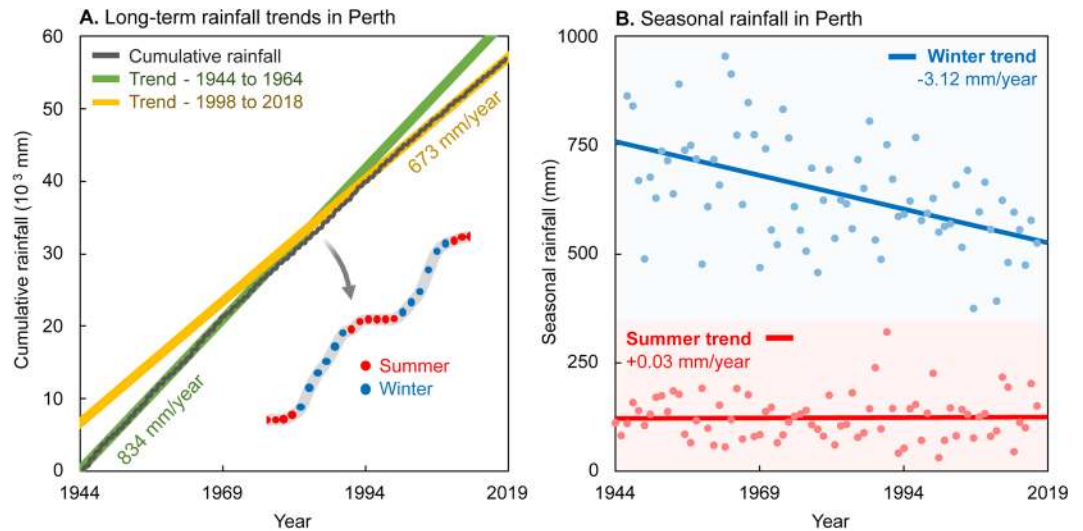 A. Long-term rainfall trends in Perth
60
50
40
30
20
10
0
Cumulative rainfall (10 3 mm)
Cumulative rainfall
Trend - 1944 to 1964
Trend - 1998 to 2018
673 mm/year
834 mm/year
Summer
Winter
1944
1969
1994
2019
Year
B. Seasonal rainfall in Perth
1000
750
500
250
0
Seasonal rainfall (mm)
Winter trend
-3.12 mm/year
Summer trend
+0.03 mm/year
1944
1969
1994
2019
Year